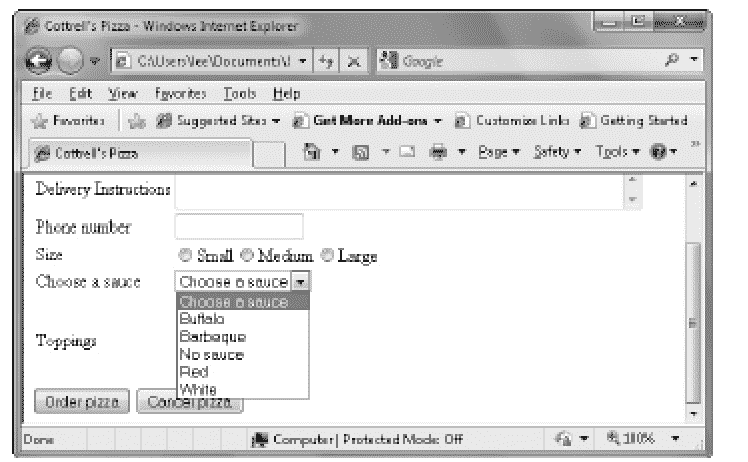 Cottrell's Pizza - Windows Internet Explorer
C:\Users\lee\Documents\l
Google
File Edit View Favorites Tools Help
Favorites Suggested Sites Get More Add-ons Customize Links Getting Started
Cottrell's Pizza Page Safety Tools
Delivery Instructions
Phone number
Size Small Medium Large
Choose a sauce Choose a sauce
Choose a sauce
Buffalo
Barbeque
Toppings
No sauce
Red
White
Order pizza Cancel pizza
Done Computer | Protected Mode: Off 100%